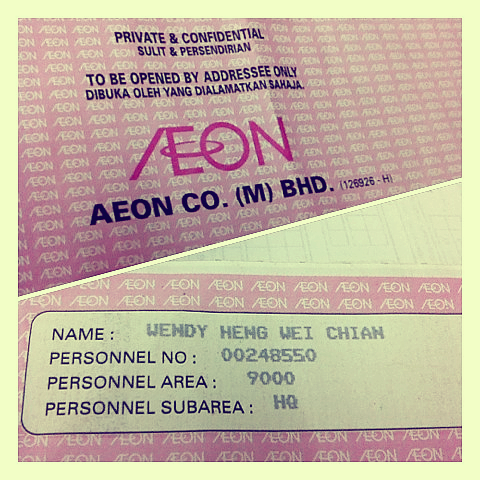 PRIVATE & CONFIDENTIAL
SULIT & PERSENDIRIAN
TO BE OPENED BY ADDRESSEE ONLY
DIBUKA OLEH YANG DIALAMATKAN SAHAJA.
ÆON
AEON CO. (M) BHD. (126926 - H)
NAME : WENDY HENG WEI CHIAN
PERSONNEL NO : 00248550
PERSONNEL AREA : 9000
PERSONNEL SUBAREA : HQ